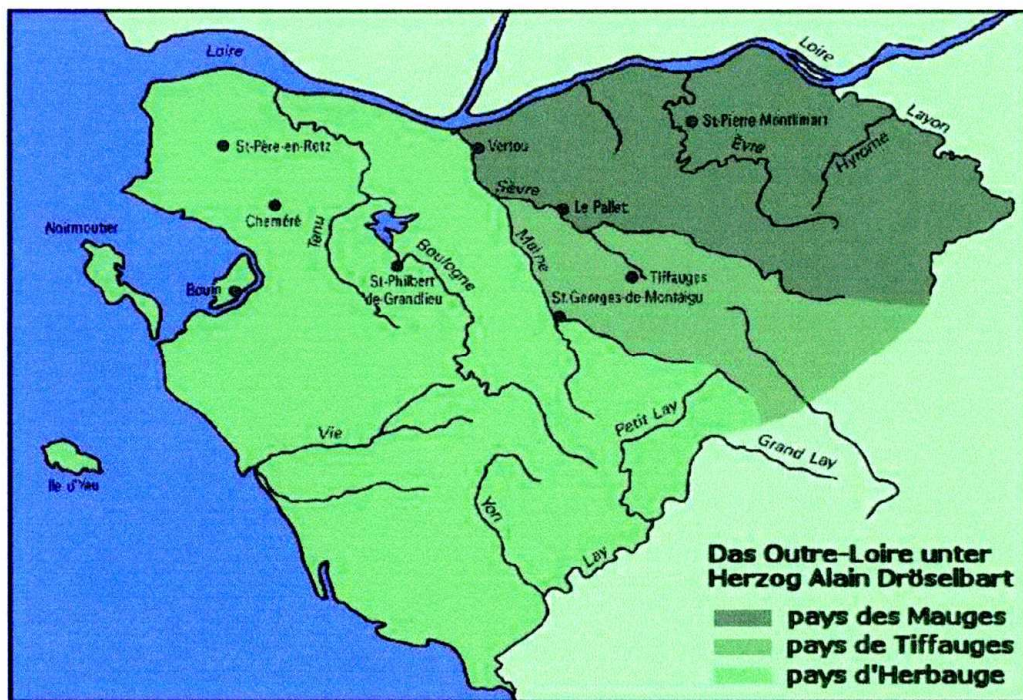 Loire
Loire
Layon
St-Pierre-Montlimart
Èvre
Hyrome
Vertou
St-Père-en-Retz
Sèvre
Le Pallet
Cheméré
Tenu
Maine
Noirmoutier
Boulogne
Tiffauges
St-Philbert
de-Grandlieu
Bouin
St.Georges-de-Montaigu
Petit Lay
Vie
Grand Lay
Ile d'Yeu
Yon
Lay
Das Outre-Loire unter
Herzog Alain Dröselbart
pays des Mauges
pays de Tiffauges
pays d'Herbauge